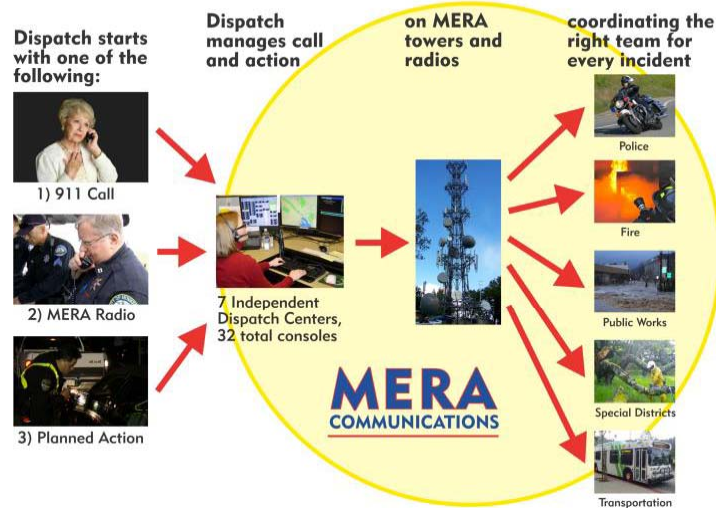 Dispatch starts
with one of the
following:
1) 911 Call
2) MERA Radio
3) Planned Action
Dispatch
manages call
and action
7 Independent
Dispatch Centers,
32 total consoles
on MERA
towers and
radios
MERA
COMMUNICATIONS
coordinating the
right team for
every incident
Police
Fire
Public Works
Special Districts
Transportation